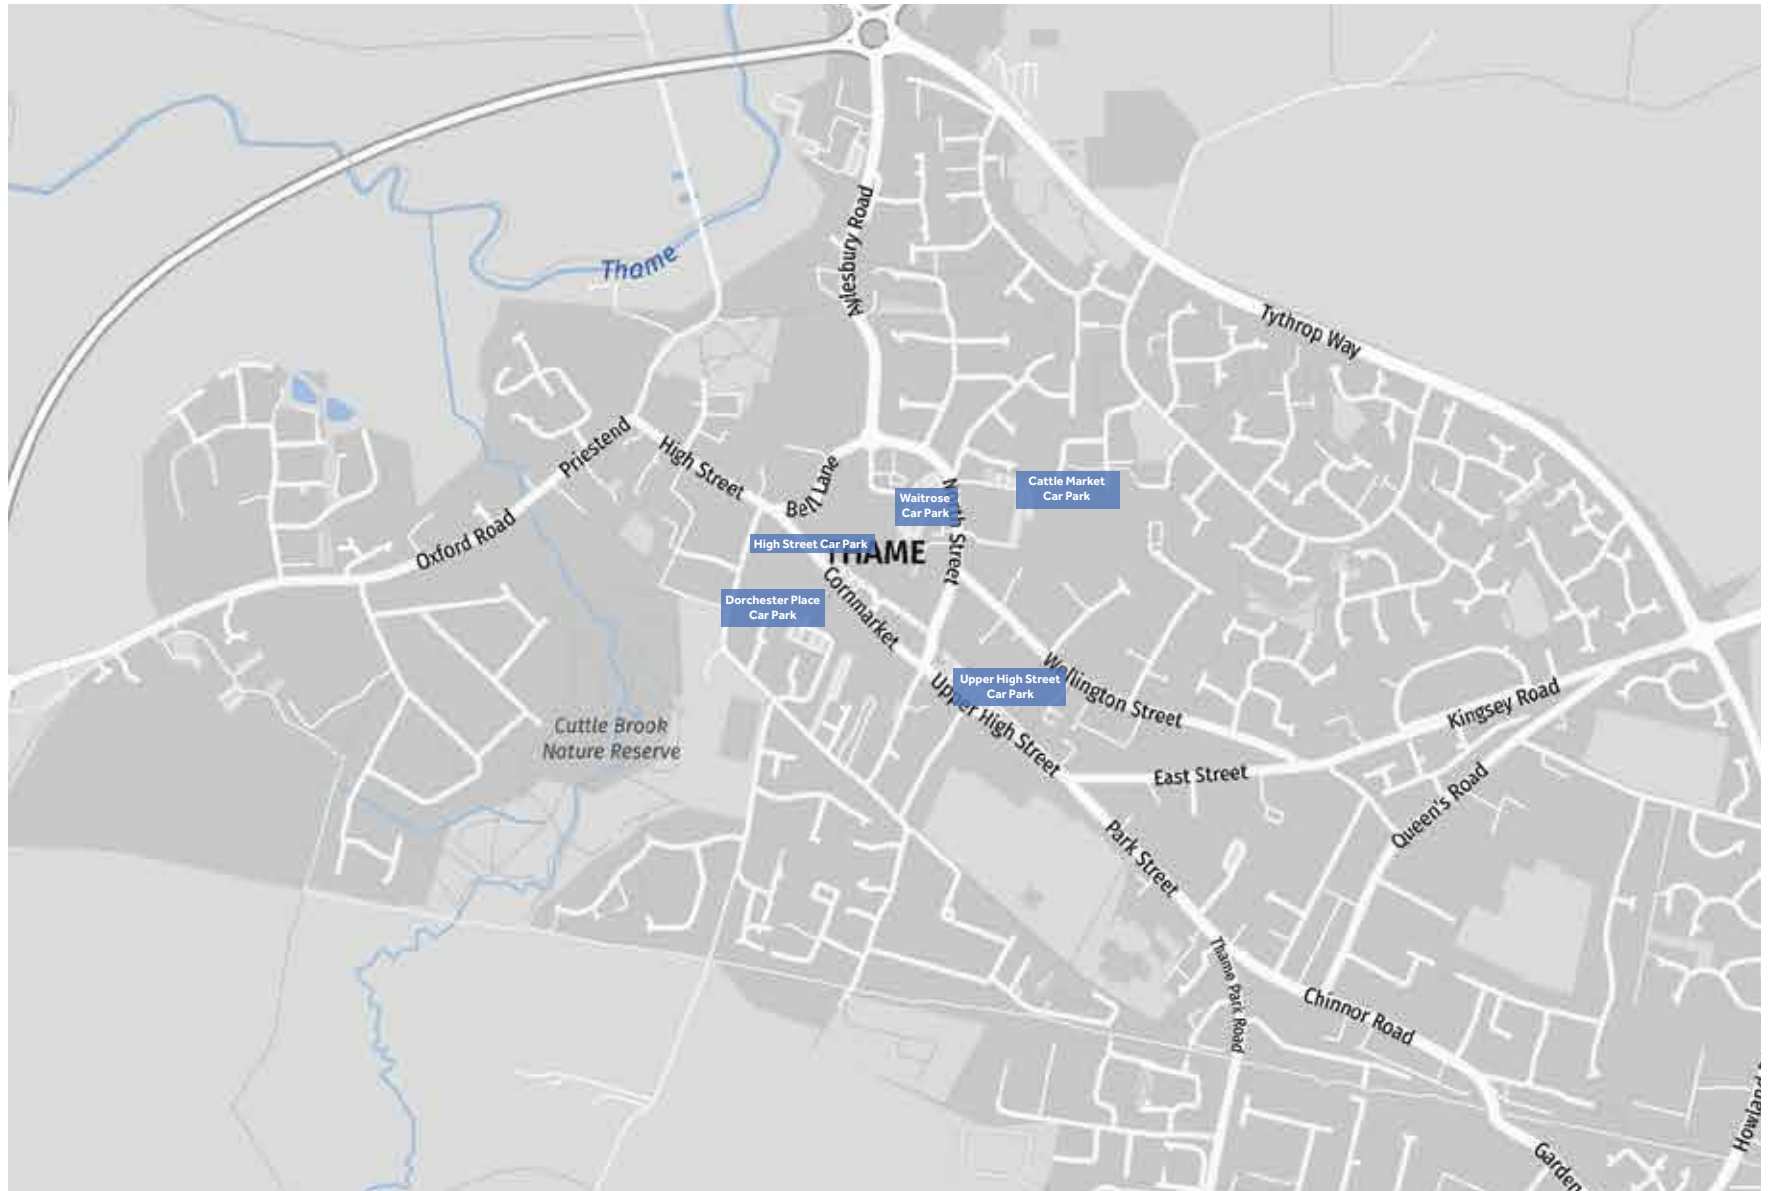 Aylesbury Road
Thame
Tythrop Way
Priestend
High Street
Bell Lane
Oxford Road
Waitrose
Car Park
North Street
Cattle Market
Car Park
High Street Car Park
THAME
Cornmarket
Dorchester Place
Car Park
Upper High Street
Car Park
Wellington Street
Upper High Street
Cuttle Brook
Nature Reserve
Kingsey Road
East Street
Queen's Road
Park Street
Thame Park Road
Chinnor Road
Howland
Garden